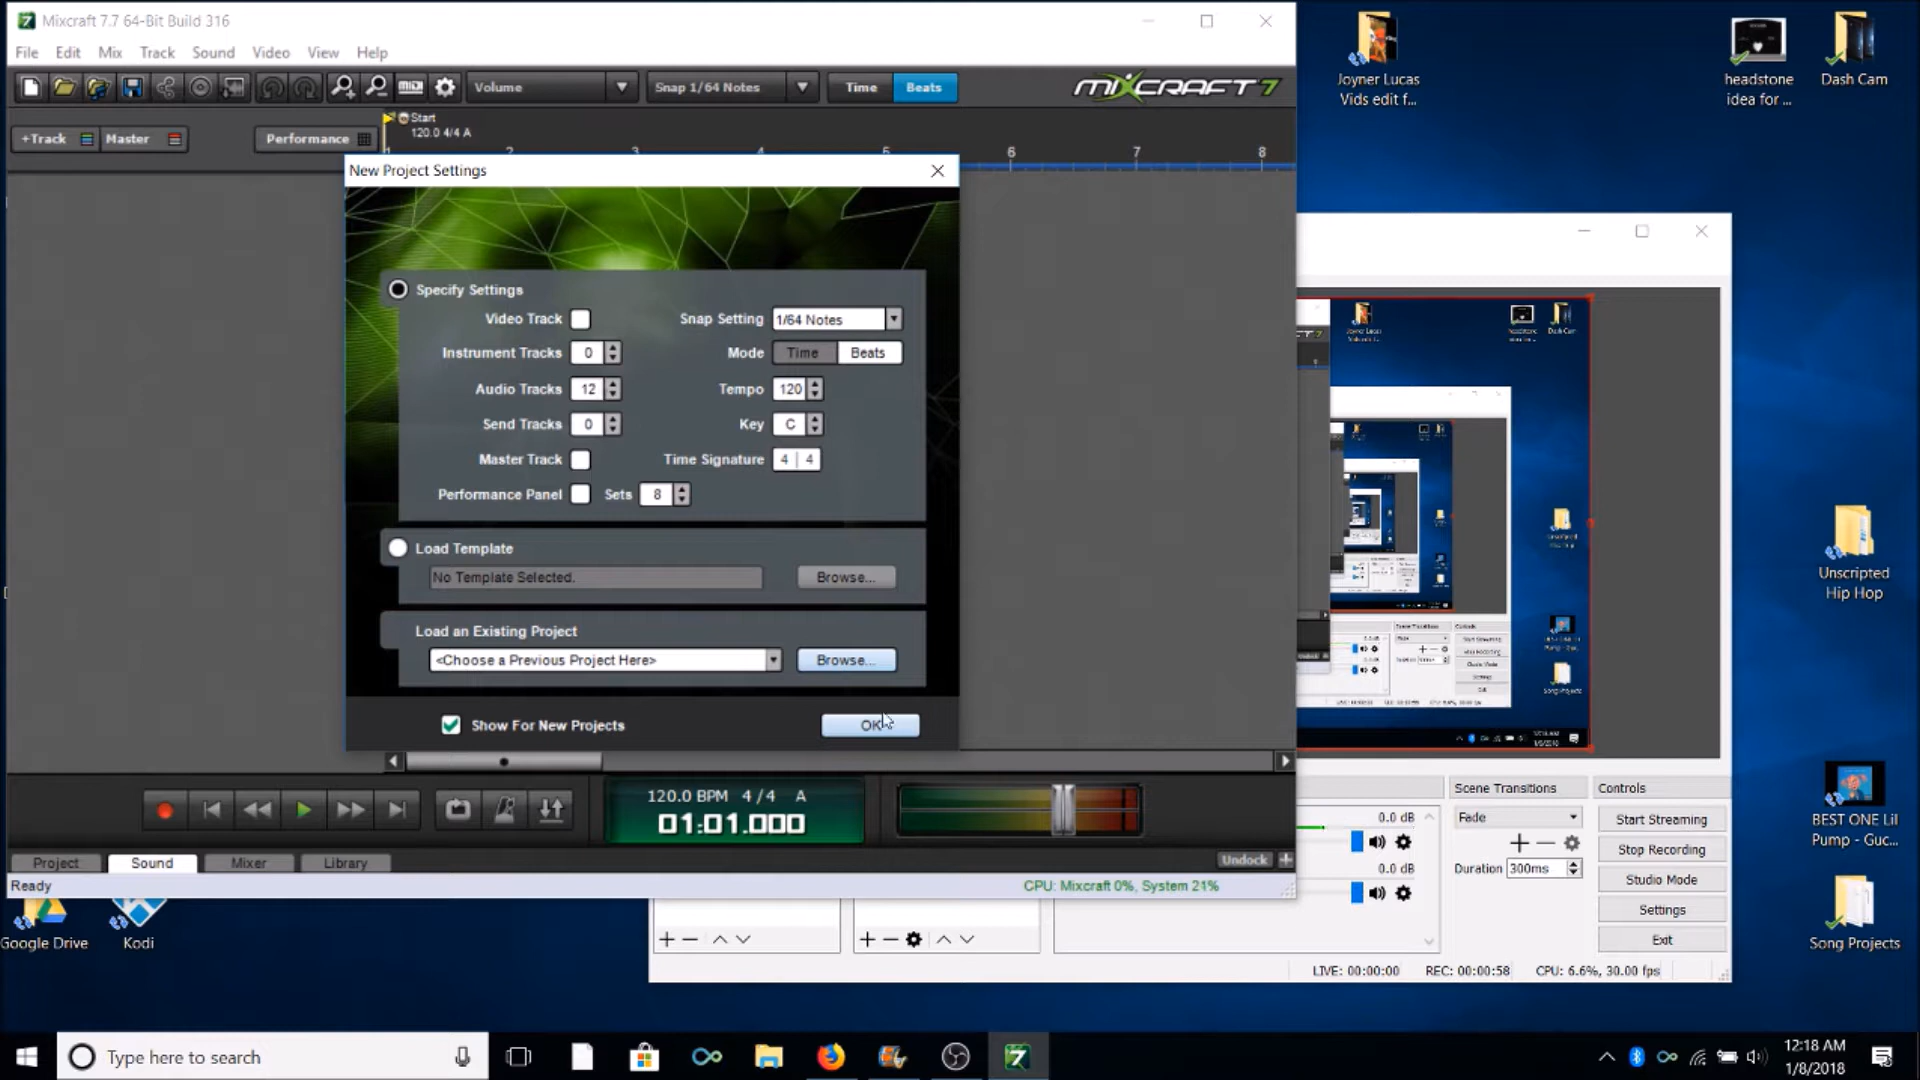 Mixcraft 7.7 64-Bit Build 316
File Edit Mix Track Sound Video View Help
Volume Snap 1/64 Notes Time Beats MIXCRAFT 7
+Track Master Performance
Start
120.0 4/4 A
2 3 4 5 6 7 8
New Project Settings
Specify Settings
Video Track Snap Setting 1/64 Notes
Instrument Tracks 0 Mode Time Beats
Audio Tracks 12 Tempo 120
Send Tracks 0 Key C
Master Track Time Signature 4 | 4
Performance Panel Sets 8
Load Template
No Template Selected. Browse...
Load an Existing Project
<Choose a Previous Project Here> Browse...
Show For New Projects OK
120.0 BPM 4/4 A
01:01.000
Project Sound Mixer Library Undock
Ready CPU: Mixcraft 0%, System 21%
Joyner Lucas
Vids edit f...
headstone
idea for ...
Dash Cam
Unscripted
Hip Hop
BEST ONE Lil
Pump - Guc...
Song Projects
Google Drive Kodi
Scene Transitions Controls
0.0 dB Fade Start Streaming
Stop Recording
0.0 dB Duration 300ms Studio Mode
Settings
Exit
LIVE: 00:00:00 REC: 00:00:58 CPU: 6.6%, 30.00 fps
Type here to search
12:18 AM
1/8/2018